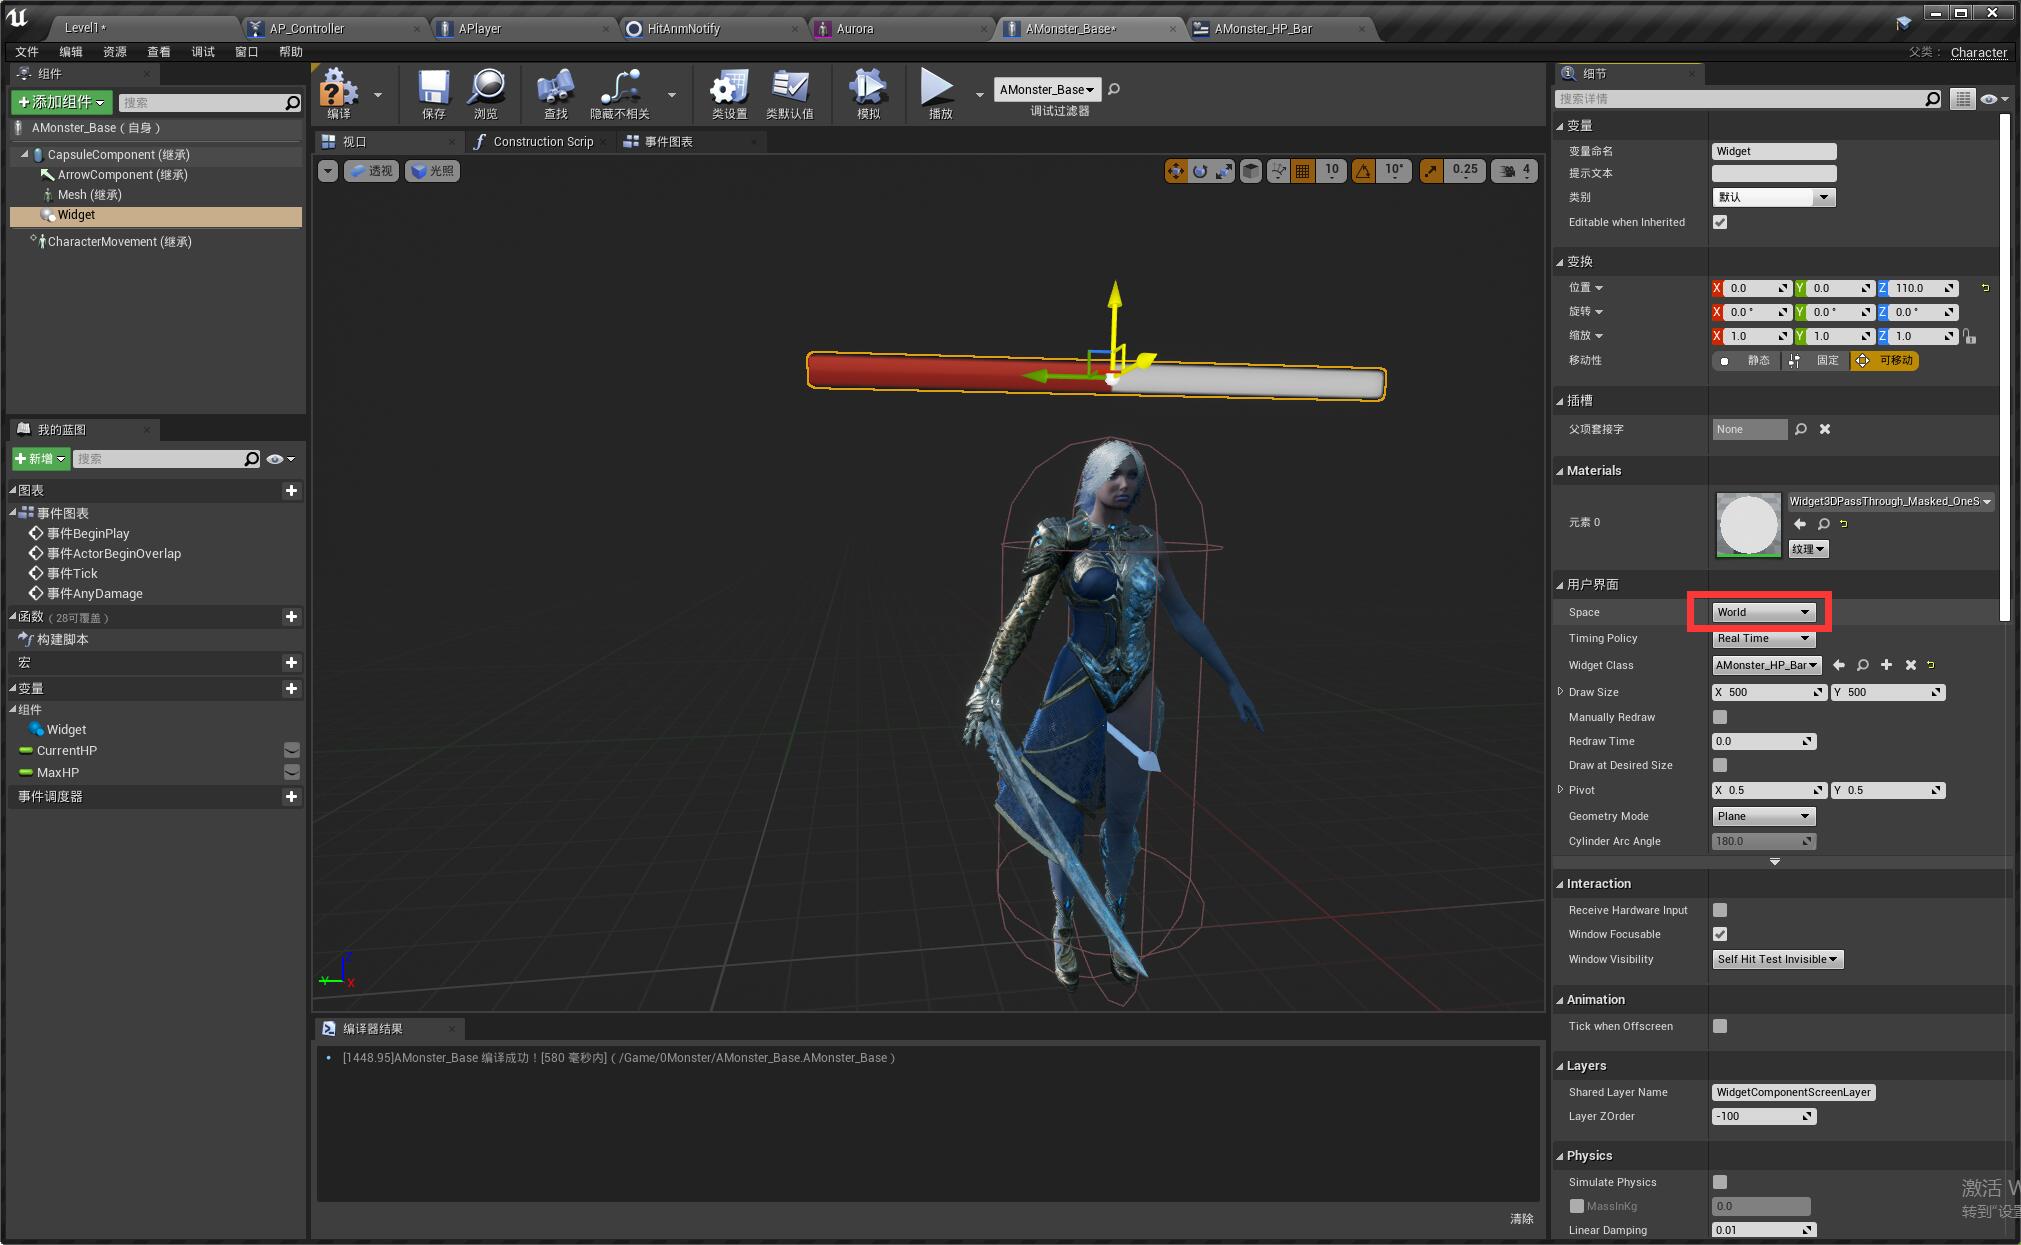 Level1*
AP_Controller
APlayer
HitAnmNotify
Aurora
AMonster_Base*
AMonster_HP_Bar
文件 编辑 资源 查看 调试 窗口 帮助
父类： Character
组件
添加组件 搜索
AMonster_Base（自身）
CapsuleComponent (继承)
ArrowComponent (继承)
Mesh (继承)
Widget
CharacterMovement (继承)
我的蓝图
新增 搜索
图表
事件图表
事件BeginPlay
事件ActorBeginOverlap
事件Tick
事件AnyDamage
函数（28可覆盖）
构建脚本
宏
变量
组件
Widget
CurrentHP
MaxHP
事件调度器
编译 保存 浏览 查找 隐藏不相关 类设置 类默认值 模拟 播放
AMonster_Base
调试过滤器
视口 Construction Scrip 事件图表
透视 光照 10 10° 0.25 4
Z
Y
X
编译器结果
[1448.95]AMonster_Base 编译成功！[580 毫秒内]（/Game/0Monster/AMonster_Base.AMonster_Base）
清除
细节
搜索详情
变量
变量命名 Widget
提示文本
类别 默认
Editable when Inherited
变换
位置 X 0.0 Y 0.0 Z 110.0
旋转 X 0.0° Y 0.0° Z 0.0°
缩放 X 1.0 Y 1.0 Z 1.0
移动性 静态 固定 可移动
插槽
父项套接字 None
Materials
元素 0 Widget3DPassThrough_Masked_OneS
纹理
用户界面
Space World
Timing Policy Real Time
Widget Class AMonster_HP_Bar
Draw Size X 500 Y 500
Manually Redraw
Redraw Time 0.0
Draw at Desired Size
Pivot X 0.5 Y 0.5
Geometry Mode Plane
Cylinder Arc Angle 180.0
Interaction
Receive Hardware Input
Window Focusable
Window Visibility Self Hit Test Invisible
Animation
Tick when Offscreen
Layers
Shared Layer Name WidgetComponentScreenLayer
Layer ZOrder -100
Physics
Simulate Physics
MassInKg 0.0
Linear Damping 0.01
激活 W
转到"设置